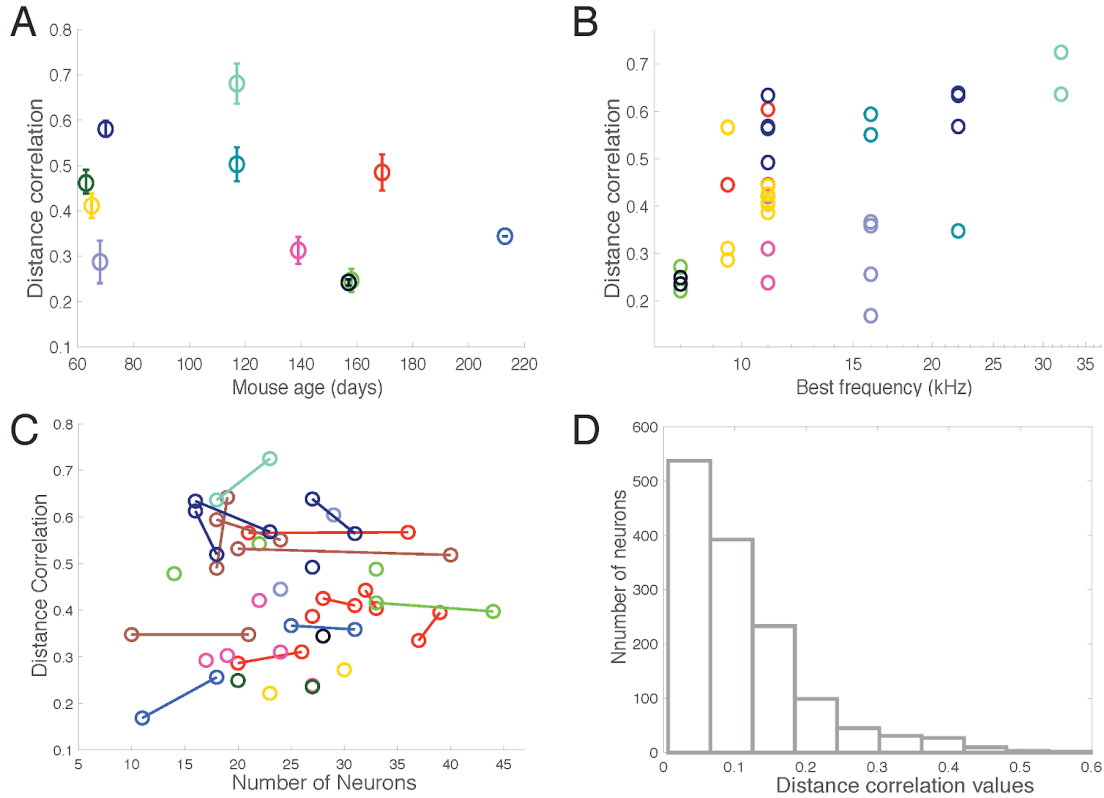 A
0.8
0.7
0.6
0.5
0.4
0.3
0.2
0.1
60 80 100 120 140 160 180 200 220
Distance correlation
Mouse age (days)
B
0.7
0.6
0.5
0.4
0.3
0.2
10 15 20 25 30 35
Distance correlation
Best frequency (kHz)
C
0.8
0.7
0.6
0.5
0.4
0.3
0.2
0.1
5 10 15 20 25 30 35 40 45
Distance Correlation
Number of Neurons
D
600
500
400
300
200
100
0
0 0.1 0.2 0.3 0.4 0.5 0.6
Nnumber of neurons
Distance correlation values